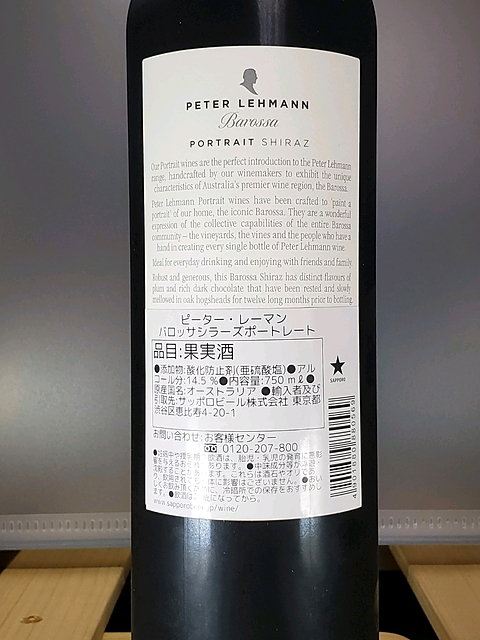 PETER LEHMANN
Barossa
PORTRAIT SHIRAZ
Our Portrait wines are the perfect introduction to the Peter Lehmann
range, handcrafted by our winemakers to exhibit the unique
characteristics of Australia's premier wine region, the Barossa.
Peter Lehmann Portrait wines have been crafted to 'paint a
portrait' of our home, the iconic Barossa. They are a wonderful
expression of the collective capabilities of the entire Barossa
community – the vineyards, the vines and the people who have a
hand in creating every single bottle of Peter Lehmann wine.
Ideal for everyday drinking and enjoying with friends and family.
Robust and generous, this Barossa Shiraz has distinct flavours of
plum and rich dark chocolate that have been rested and slowly
mellowed in oak hogsheads for twelve long months prior to bottling.
ピーター・レーマン
バロッサシラーズポートレート
品目:果実酒
●添加物:酸化防止剤(亜硫酸塩)●アル
コール分:14.5%●内容量:750mℓ●
原産国名:オーストラリア ●輸入者及び
引取先:サッポロビール株式会社 東京都
渋谷区恵比寿4-20-1
SAPPORO
お問い合わせ:お客様センター
0120-207-800